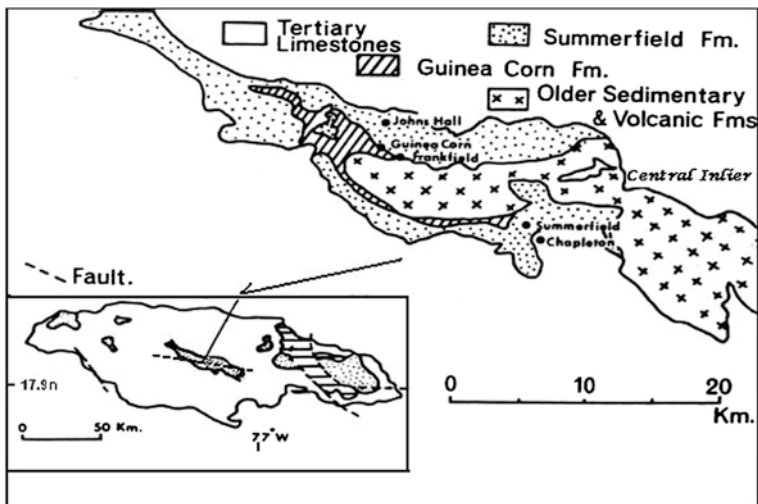 Tertiary
Limestones
Summerfield Fm.
Guinea Corn Fm.
Older Sedimentary
& Volcanic Fms
Johns Hall
Guinea Corn
Frankfield
Central Inlier
Summerfield
Chapleton
Fault.
17.9n
0 50 Km.
77°W
0 10 20
Km.